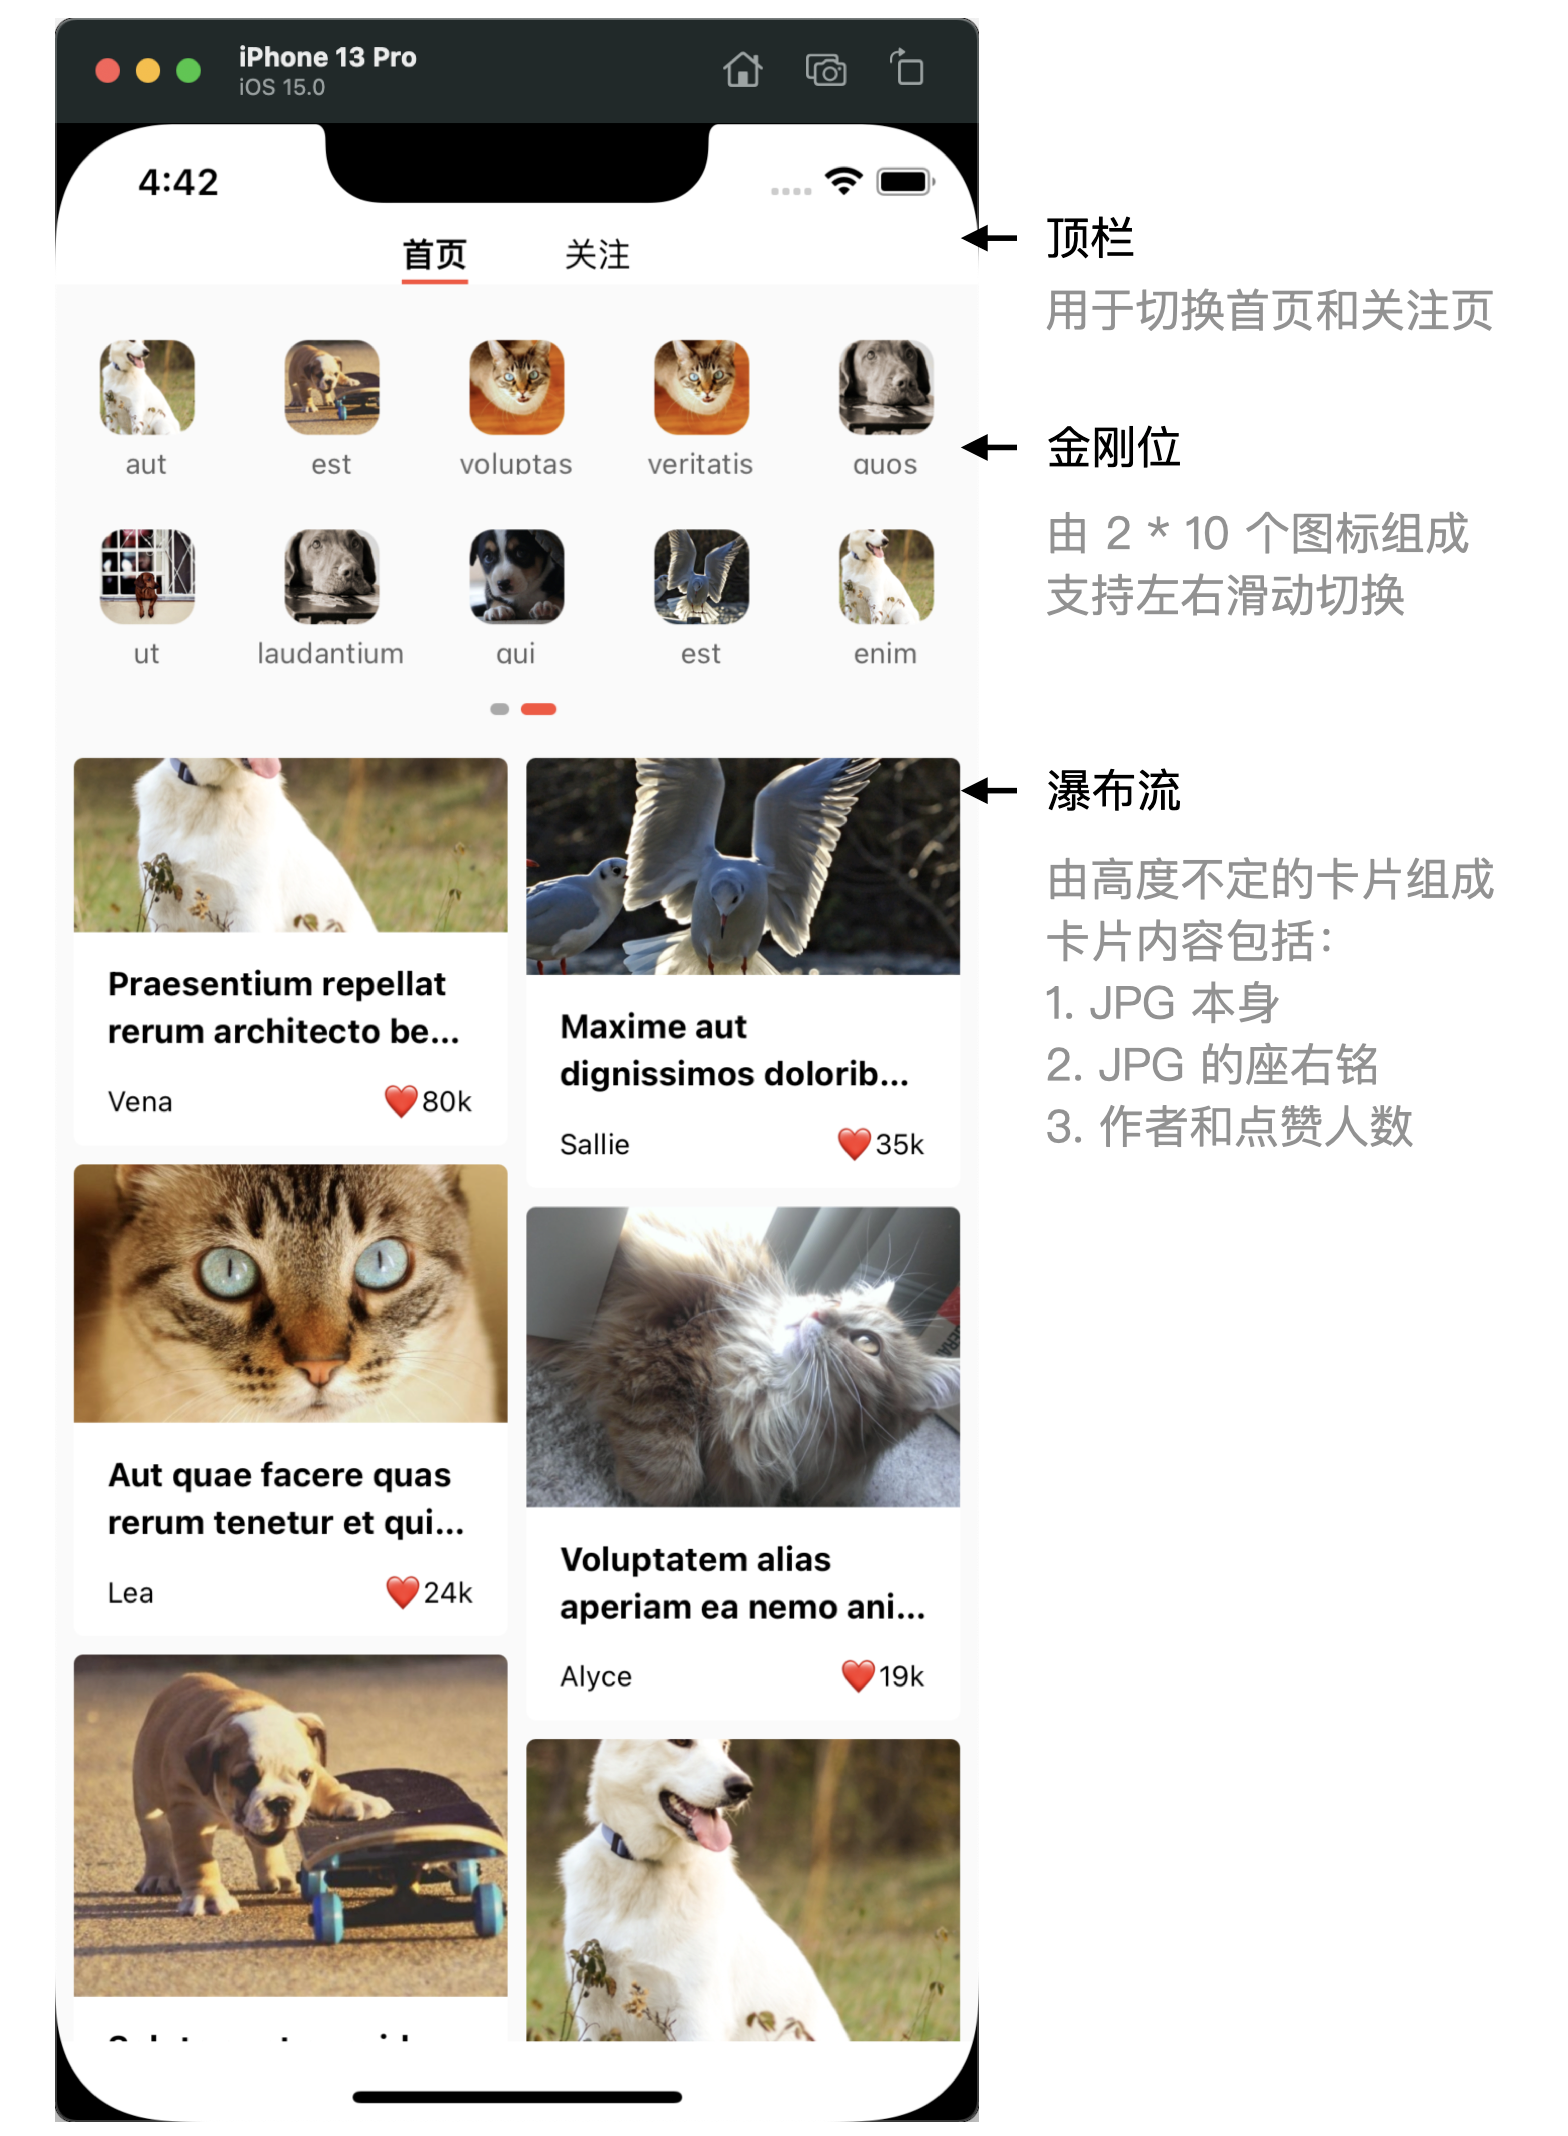 iPhone 13 Pro
iOS 15.0
4:42
首页 关注
aut est voluptas veritatis quos
ut laudantium qui est enim
Praesentium repellat
rerum architecto be...
Vena ❤️80k
Maxime aut
dignissimos dolorib...
Sallie ❤️35k
Aut quae facere quas
rerum tenetur et qui...
Lea ❤️24k
Voluptatem alias
aperiam ea nemo ani...
Alyce ❤️19k
顶栏
用于切换首页和关注页
金刚位
由 2 * 10 个图标组成
支持左右滑动切换
瀑布流
由高度不定的卡片组成
卡片内容包括：
1. JPG 本身
2. JPG 的座右铭
3. 作者和点赞人数